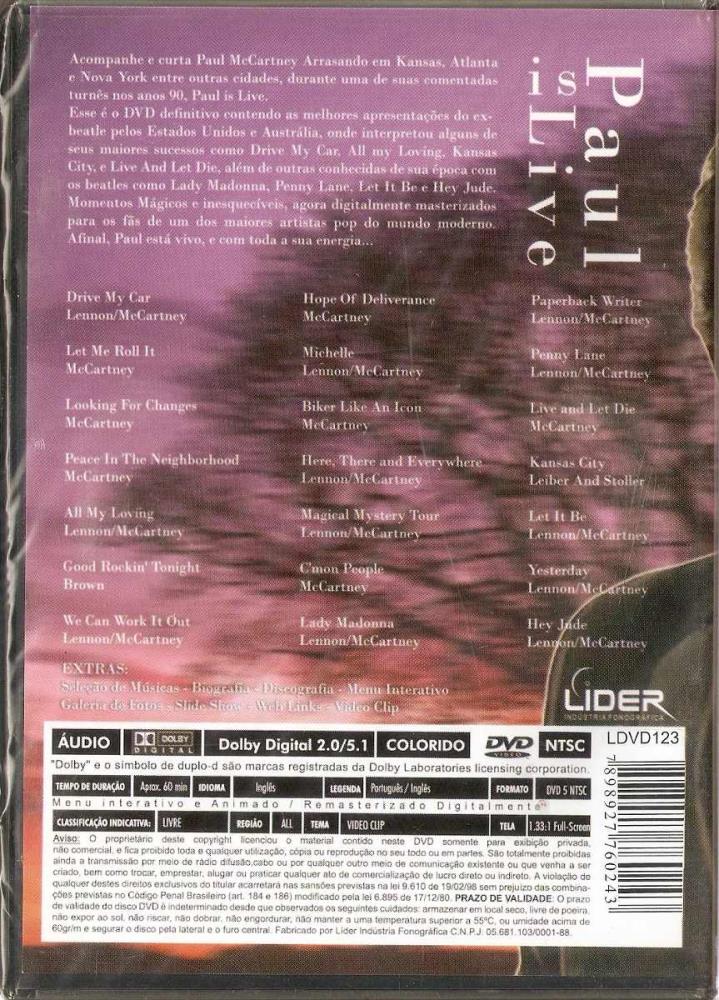 Acompanhe e curta Paul McCartney Arrasando em Kansas, Atlanta
e Nova York entre outras cidades, durante uma de suas comentadas
turnês nos anos 90, Paul is Live.
Esse é o DVD definitivo contendo as melhores apresentações do ex-
beatle pelos Estados Unidos e Austrália, onde interpretou alguns de
seus maiores sucessos como Drive My Car, All my Loving, Kansas
City, e Live And Let Die, além de outras conhecidas de sua época com
os beatles como Lady Madonna, Penny Lane, Let It Be e Hey Jude.
Momentos Mágicos e inesquecíveis, agora digitalmente masterizados
para os fãs de um dos maiores artistas pop do mundo moderno.
Afinal, Paul está vivo, e com toda a sua energia...
Paul
is Live
Drive My Car
Lennon/McCartney
Let Me Roll It
McCartney
Looking For Changes
McCartney
Peace In The Neighborhood
McCartney
All My Loving
Lennon/McCartney
Good Rockin' Tonight
Brown
We Can Work It Out
Lennon/McCartney
Hope Of Deliverance
McCartney
Michelle
Lennon/McCartney
Biker Like An Icon
McCartney
Here, There and Everywhere
Lennon/McCartney
Magical Mystery Tour
Lennon/McCartney
C'mon People
McCartney
Lady Madonna
Lennon/McCartney
Paperback Writer
Lennon/McCartney
Penny Lane
Lennon/McCartney
Live and Let Die
McCartney
Kansas City
Leiber And Stoller
Let It Be
Lennon/McCartney
Yesterday
Lennon/McCartney
Hey Jude
Lennon/McCartney
EXTRAS:
Seleção de Músicas - Biografia - Discografia - Menu Interativo
Galeria de Fotos - Slide Show - Web Links - Video Clip
LÍDER
INDÚSTRIA FONOGRÁFICA
ÁUDIO DOLBY DIGITAL Dolby Digital 2.0/5.1 COLORIDO DVD VIDEO NTSC
LDVD123
"Dolby" e o símbolo de duplo-d são marcas registradas da Dolby Laboratories licensing corporation.
TEMPO DE DURAÇÃO Aprox. 60 min IDIOMA Inglês LEGENDA Português/ Inglês FORMATO DVD 5 NTSC
Menu interativo e Animado / Remasterizado Digitalmente
CLASSIFICAÇÃO INDICATIVA: LIVRE REGIÃO ALL TEMA VIDEO CLIP TELA 1.33:1 Full-Screen
Aviso: O proprietário deste copyright licenciou o material contido neste DVD somente para exibição privada,
não comercial, e fica proibido toda e qualquer utilização, cópia ou reprodução no seu todo ou em partes. São totalmente proibidas
ainda a transmissão por meio de rádio difusão,cabo ou por qualquer outro meio de comunicação existente ou que venha a ser
criado, bem como trocar, emprestar, alugar ou praticar qualquer ato de comercialização de lucro direto ou indireto. A violação de
qualquer destes direitos exclusivos do titular acarretará nas sansões previstas na lei 9.610 de 19/02/98 sem prejuizo das combina-
ções previstas no Código Penal Brasileiro (art. 184 e 186) modificado pela lei 6.895 de 17/12/80. PRAZO DE VALIDADE: O prazo
de validade do disco DVD é indeterminado desde que observados os seguintes cuidados: armazenar em local seco, livre de poeira,
não expor ao sol, não riscar, não dobrar, não engordurar, não manter a uma temperatura superior a 55ºC, ou umidade acima de
60gr/m e segurar o disco pela lateral e o furo central. Fabricado por Líder Indústria Fonográfica C.N.P.J. 05.681.103/0001-88.
7898927760243